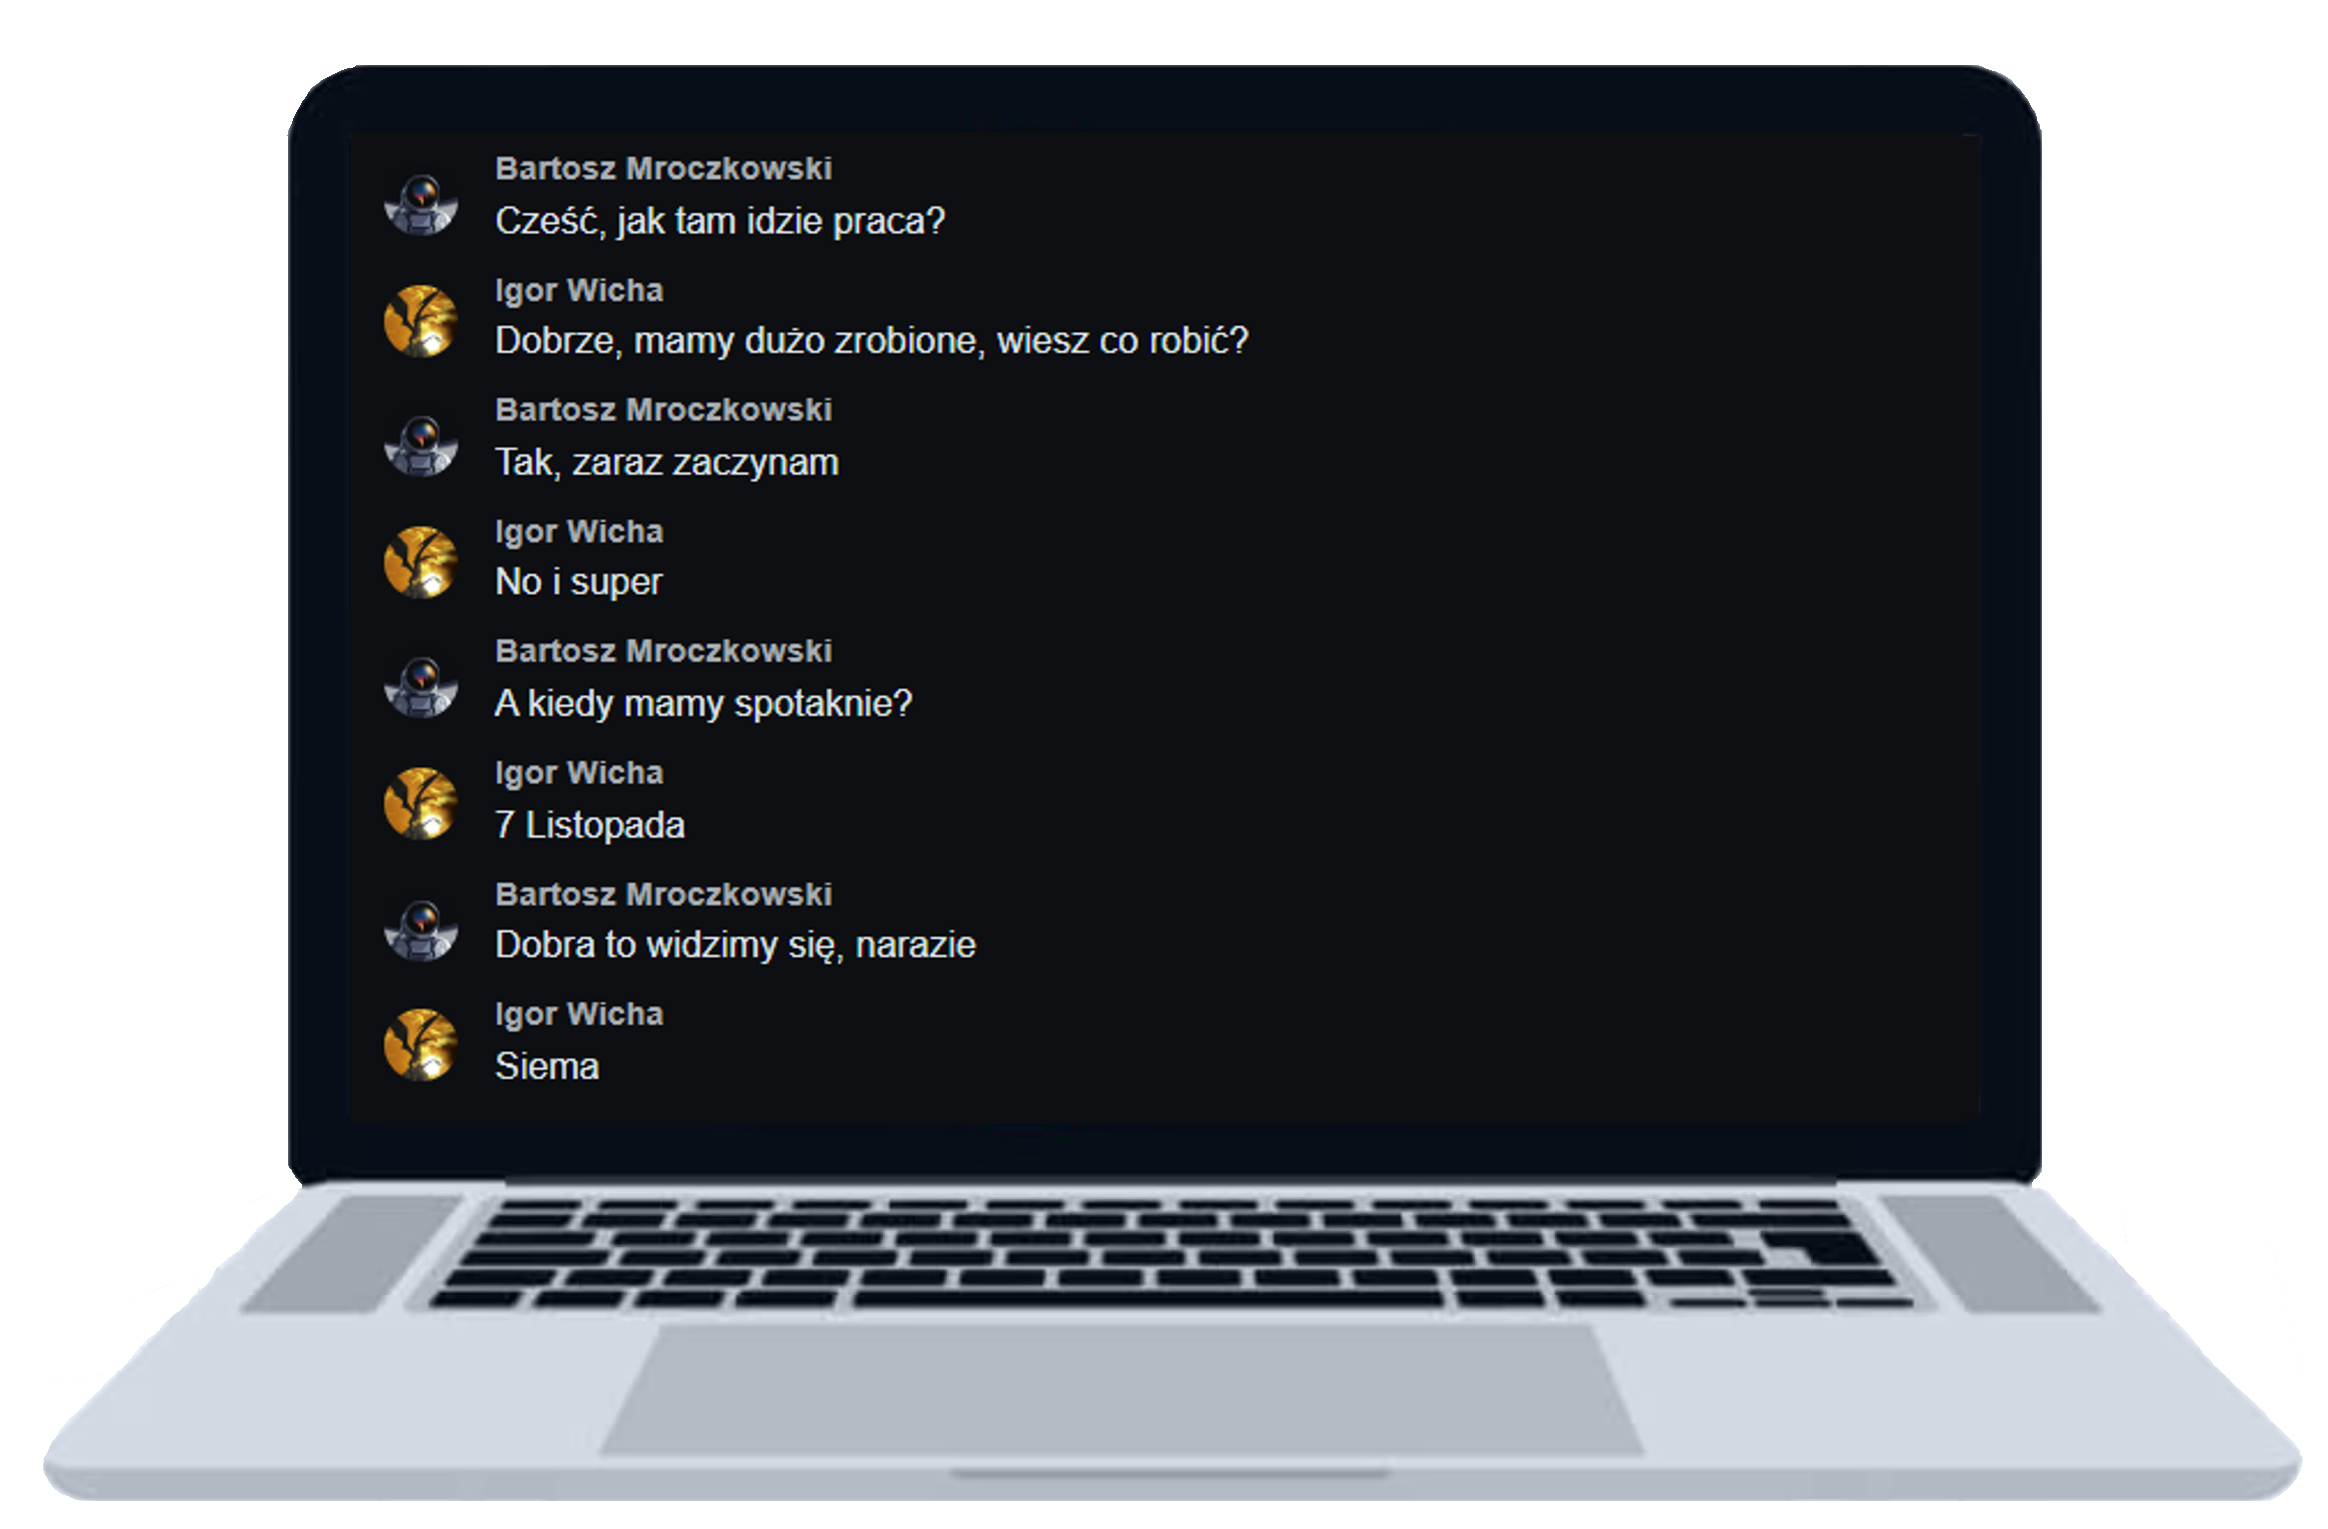 Bartosz Mroczkowski
Cześć, jak tam idzie praca?
Igor Wicha
Dobrze, mamy dużo zrobione, wiesz co robić?
Bartosz Mroczkowski
Tak, zaraz zaczynam
Igor Wicha
No i super
Bartosz Mroczkowski
A kiedy mamy spotaknie?
Igor Wicha
7 Listopada
Bartosz Mroczkowski
Dobra to widzimy się, narazie
Igor Wicha
Siema